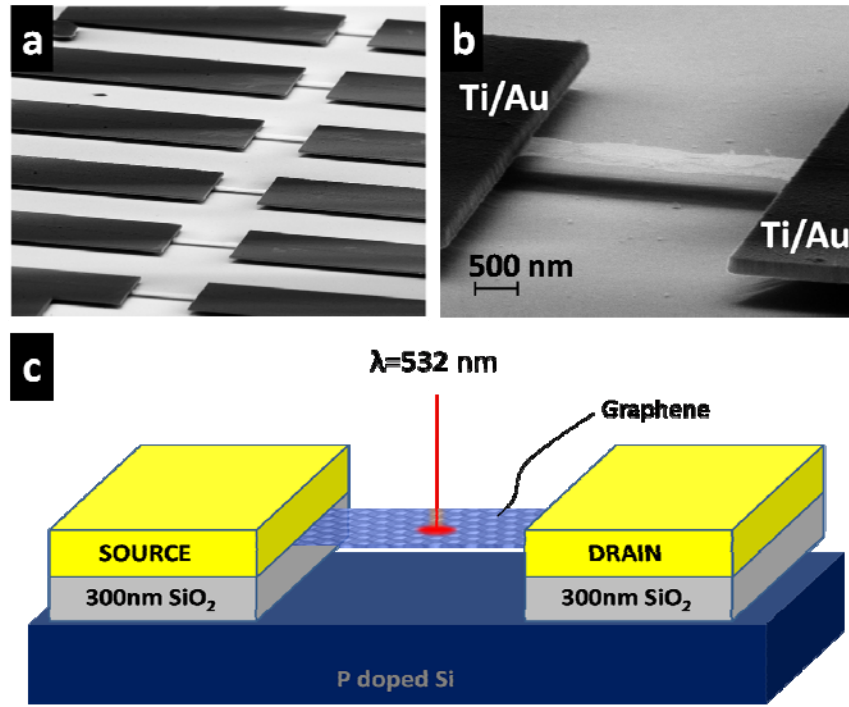 a
b
Ti/Au
Ti/Au
500 nm
c
λ=532 nm
Graphene
SOURCE
DRAIN
300nm SiO₂
300nm SiO₂
P doped Si